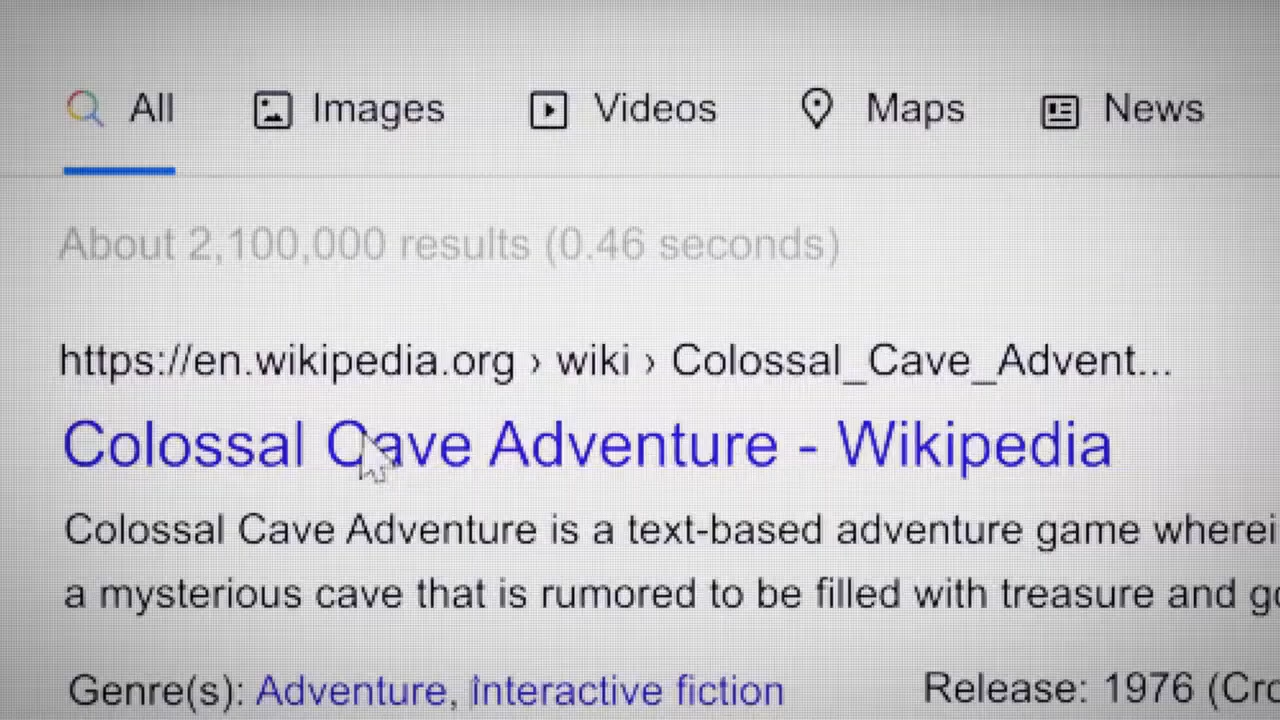 All Images Videos Maps News
About 2,100,000 results (0.46 seconds)
https://en.wikipedia.org › wiki › Colossal_Cave_Advent...
Colossal Cave Adventure - Wikipedia
Colossal Cave Adventure is a text-based adventure game wherei
a mysterious cave that is rumored to be filled with treasure and go
Genre(s): Adventure, Interactive fiction Release: 1976 (Cro